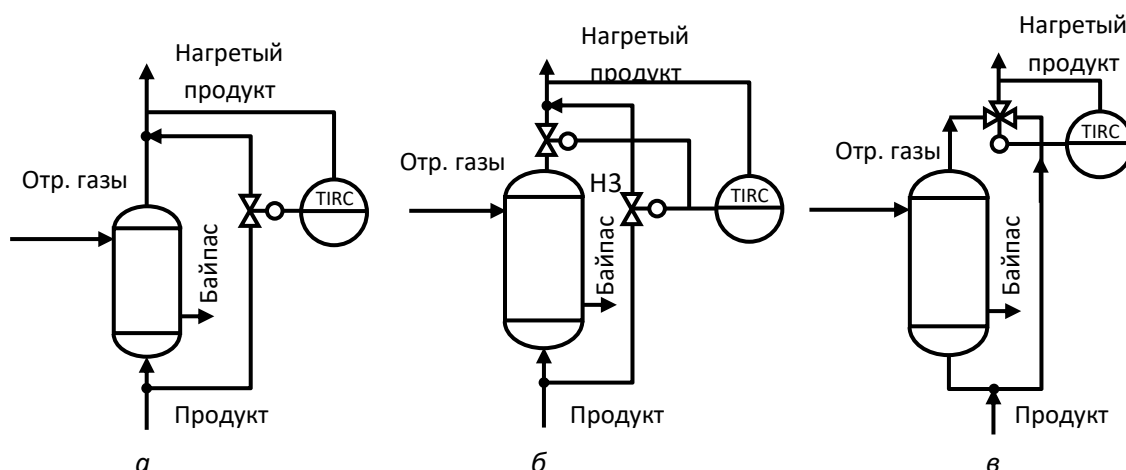 Нагретый
продукт
Отр. газы
TIRC
Байпас
Продукт
а
Нагретый
продукт
Отр. газы
НЗ
TIRC
Байпас
Продукт
б
Нагретый
продукт
Отр. газы
TIRC
Байпас
Продукт
в